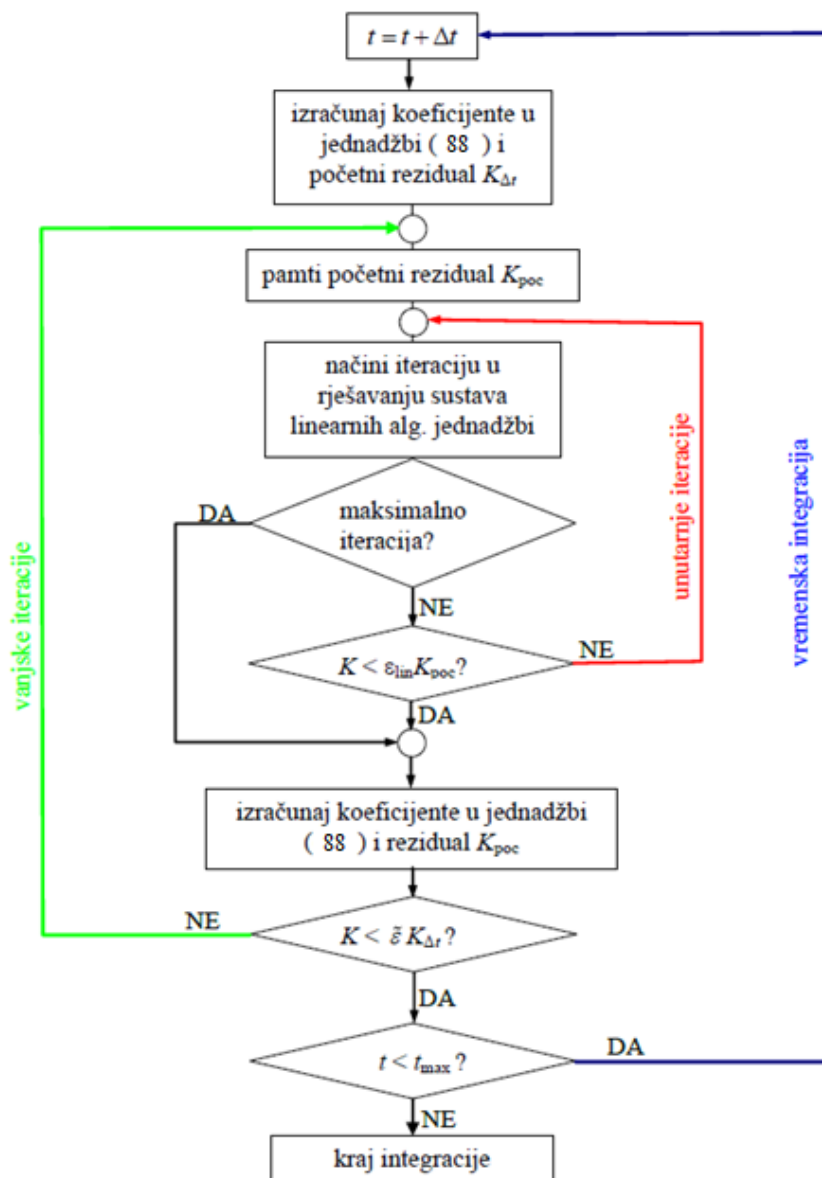 t = t + Δt
izračunaj koeficijente u
jednadžbi ( 88 ) i
početni rezidual K_Δt
pamti početni rezidual K_poc
načini iteraciju u
rješavanju sustava
linearnih alg. jednadžbi
DA
maksimalno
iteracija?
NE
K < ε_lin K_poc?
NE
DA
izračunaj koeficijente u jednadžbi
( 88 ) i rezidual K_poc
NE
K < ε̃ K_Δt ?
DA
t < t_max ?
DA
NE
kraj integracije
vanjske iteracije
unutarnje iteracije
vremenska integracija